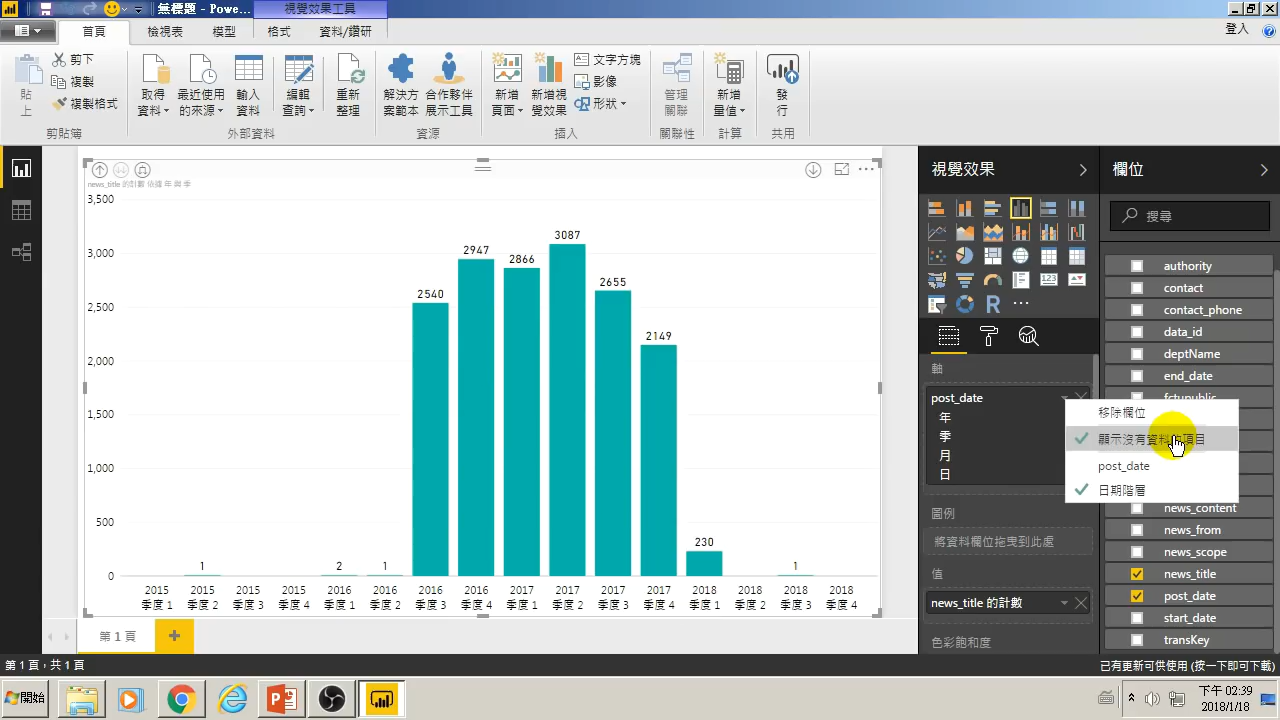 無標題 - Powe...
視覺效果工具
首頁
檢視表
模型
格式
資料/鑽研
登入
貼上
剪下
複製
複製格式
剪貼簿
取得資料
最近使用的來源
輸入資料
編輯查詢
外部資料
重新整理
解決方案範本
合作夥伴展示工具
資源
新增頁面
新增視覺效果
文字方塊
影像
形狀
插入
管理關聯
關聯性
新增量值
計算
發行
共用
news_title 的計數 依據 年 與 季
3,500
3,000
2,500
2,000
1,500
1,000
500
0
1
2
1
2540
2947
2866
3087
2655
2149
230
1
2015 季度 1
2015 季度 2
2015 季度 3
2015 季度 4
2016 季度 1
2016 季度 2
2016 季度 3
2016 季度 4
2017 季度 1
2017 季度 2
2017 季度 3
2017 季度 4
2018 季度 1
2018 季度 2
2018 季度 3
2018 季度 4
視覺效果
R
123
軸
post_date
年
季
月
日
圖例
將資料欄位拖曳到此處
值
news_title 的計數
色彩飽和度
移除欄位
顯示沒有資料的項目
post_date
日期階層
欄位
搜尋
authority
contact
contact_phone
data_id
deptName
end_date
fctupublic
news_content
news_from
news_scope
news_title
post_date
start_date
transKey
第 1 頁
第 1 頁，共 1 頁
已有更新可供使用 (按一下即可下載)
開始
下午 02:39
2018/1/18